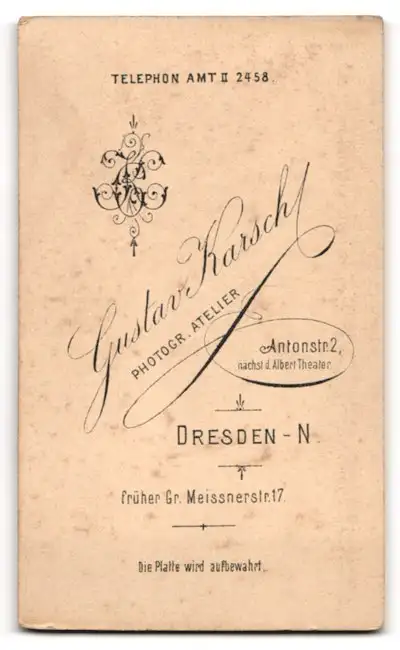 TELEPHON AMT II 2458.
Gustav Karsch
PHOTOGR. ATELIER
Antonstr. 2,
nächst d. Albert Theater.
DRESDEN - N.
früher Gr. Meissnerstr. 17.
Die Platte wird aufbewahrt.